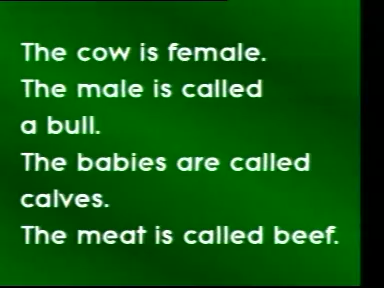 The cow is female.
The male is called
a bull.
The babies are called
calves.
The meat is called beef.